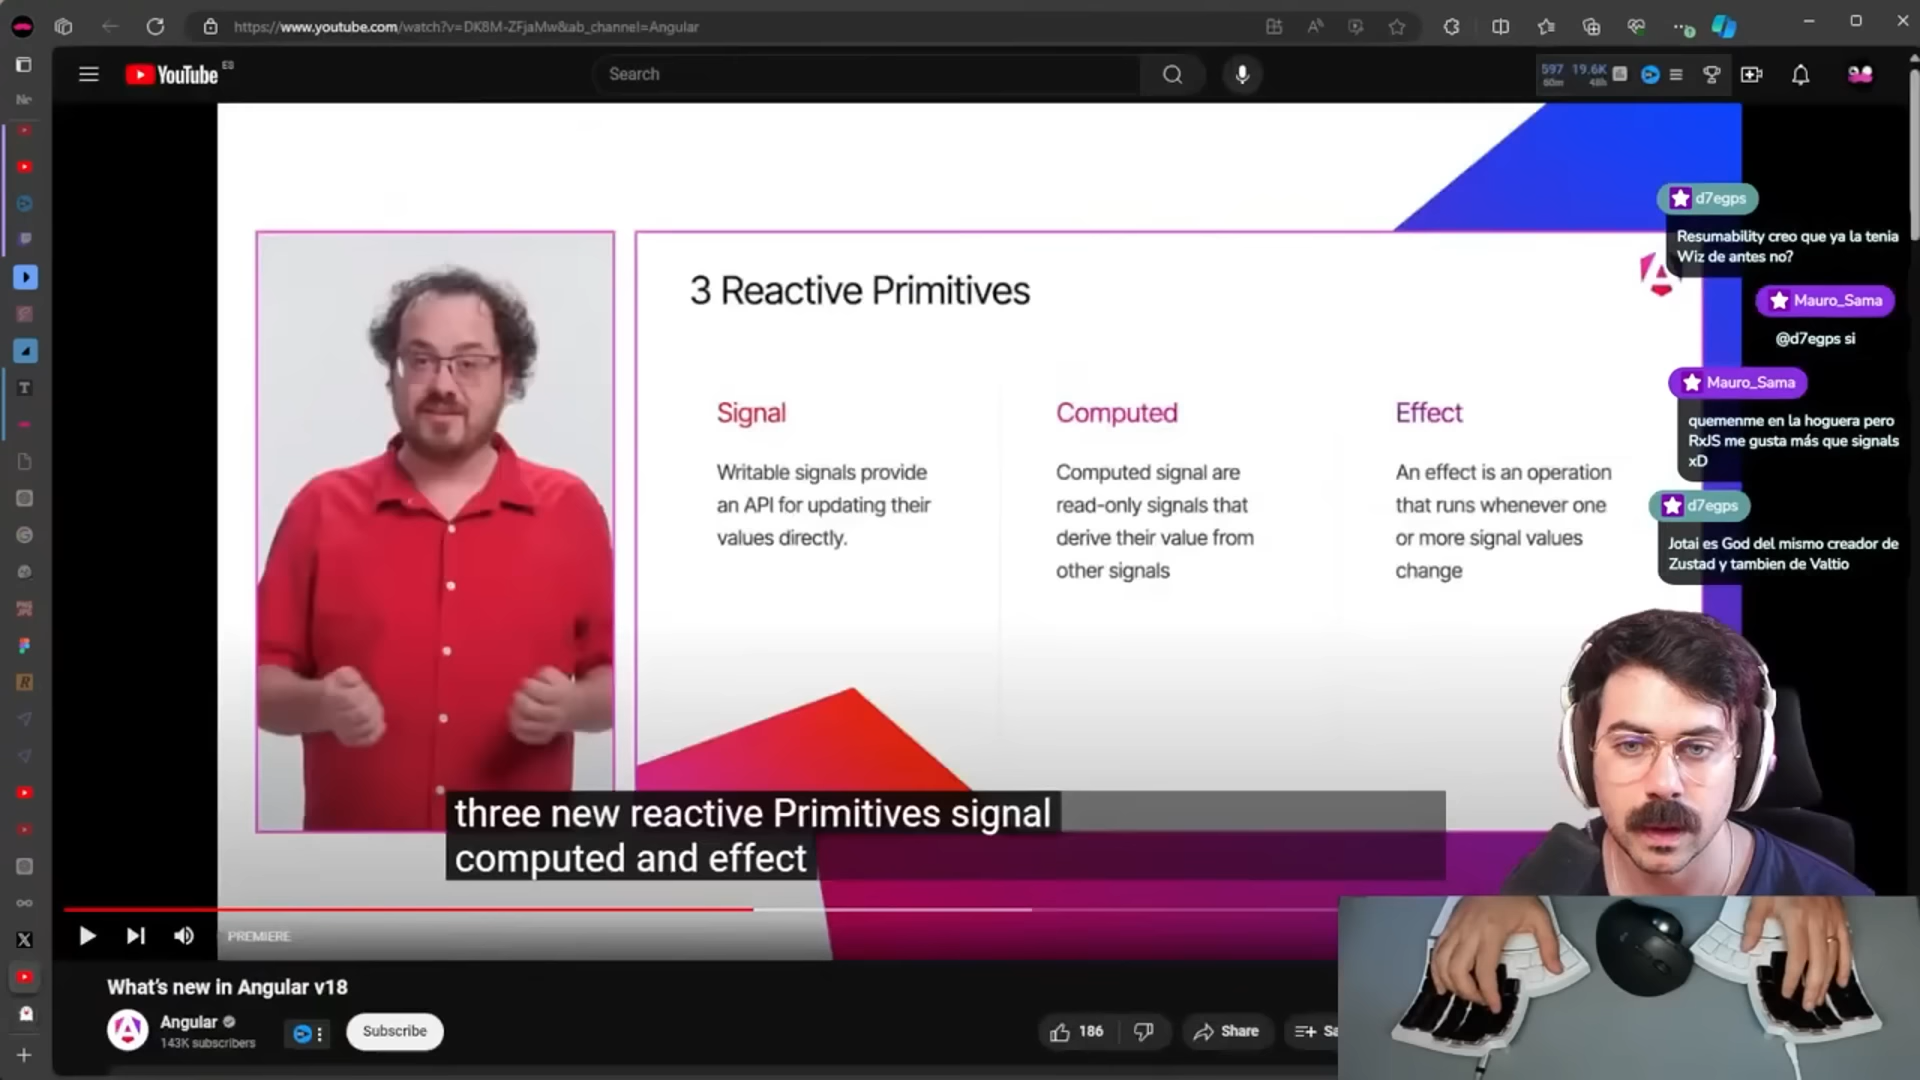 https://www.youtube.com/watch?v=DK8M-ZFjaMw&ab_channel=Angular
YouTube ES
Search
597 19.6K
60m 48h
3 Reactive Primitives
Signal
Writable signals provide
an API for updating their
values directly.
Computed
Computed signal are
read-only signals that
derive their value from
other signals
Effect
An effect is an operation
that runs whenever one
or more signal values
change
d7egps
Resumability creo que ya la tenia
Wiz de antes no?
Mauro_Sama
@d7egps si
Mauro_Sama
quemenme en la hoguera pero
RxJS me gusta más que signals
xD
d7egps
Jotai es God del mismo creador de
Zustad y tambien de Valtio
three new reactive Primitives signal
computed and effect
PREMIERE
What's new in Angular v18
Angular
143K subscribers
Subscribe
186
Share
Sa